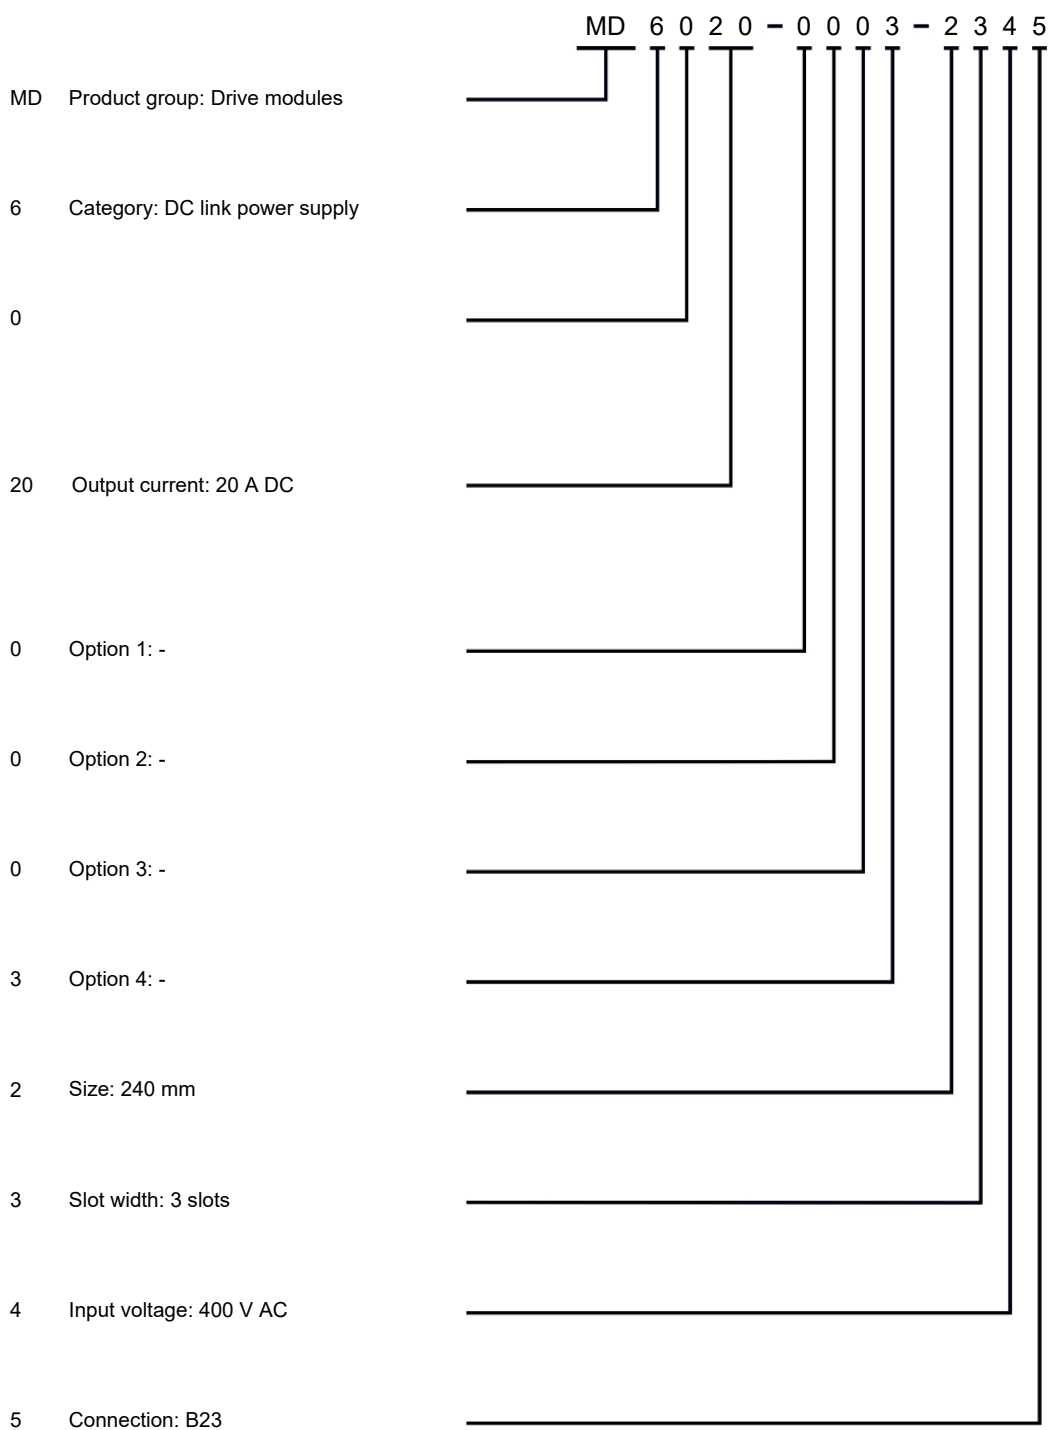 MD 6 0 2 0 - 0 0 0 3 - 2 3 4 5
MD Product group: Drive modules
6 Category: DC link power supply
0
20 Output current: 20 A DC
0 Option 1: -
0 Option 2: -
0 Option 3: -
3 Option 4: -
2 Size: 240 mm
3 Slot width: 3 slots
4 Input voltage: 400 V AC
5 Connection: B23